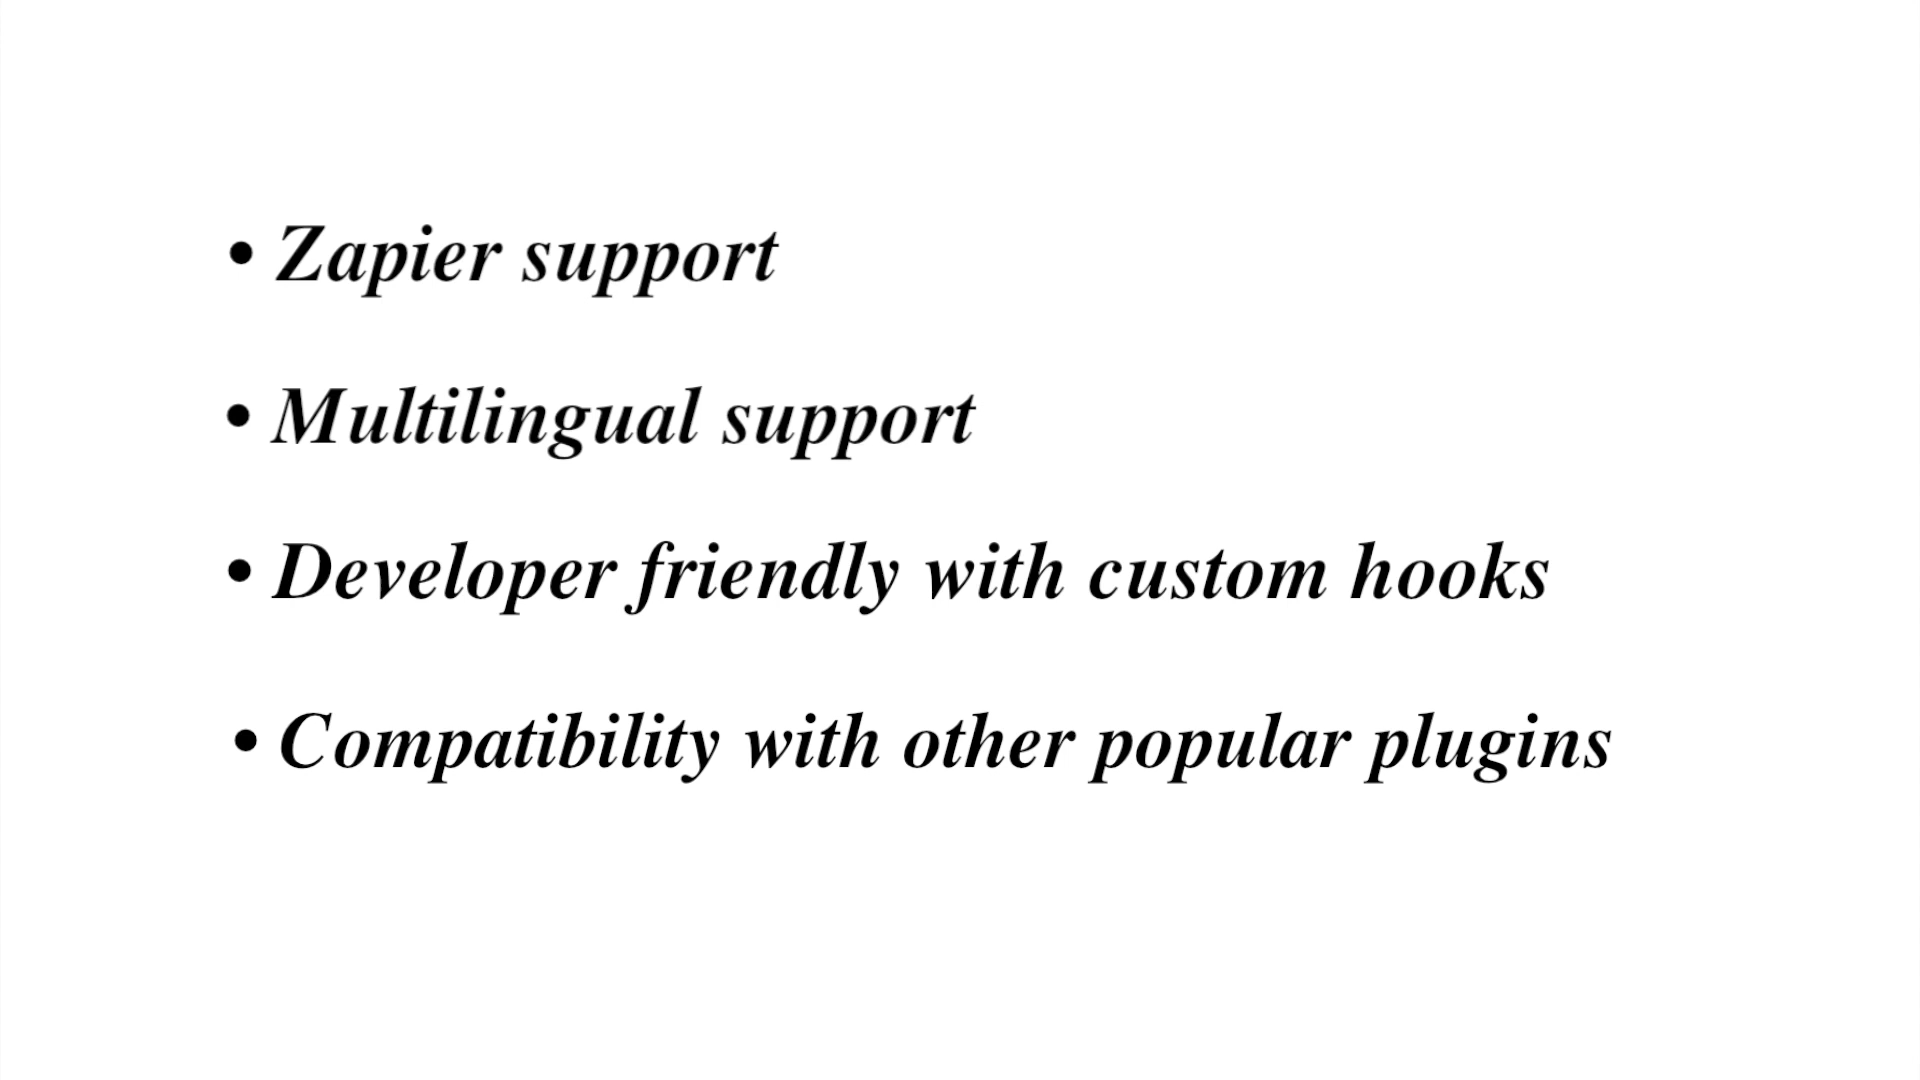 • Zapier support
• Multilingual support
• Developer friendly with custom hooks
• Compatibility with other popular plugins